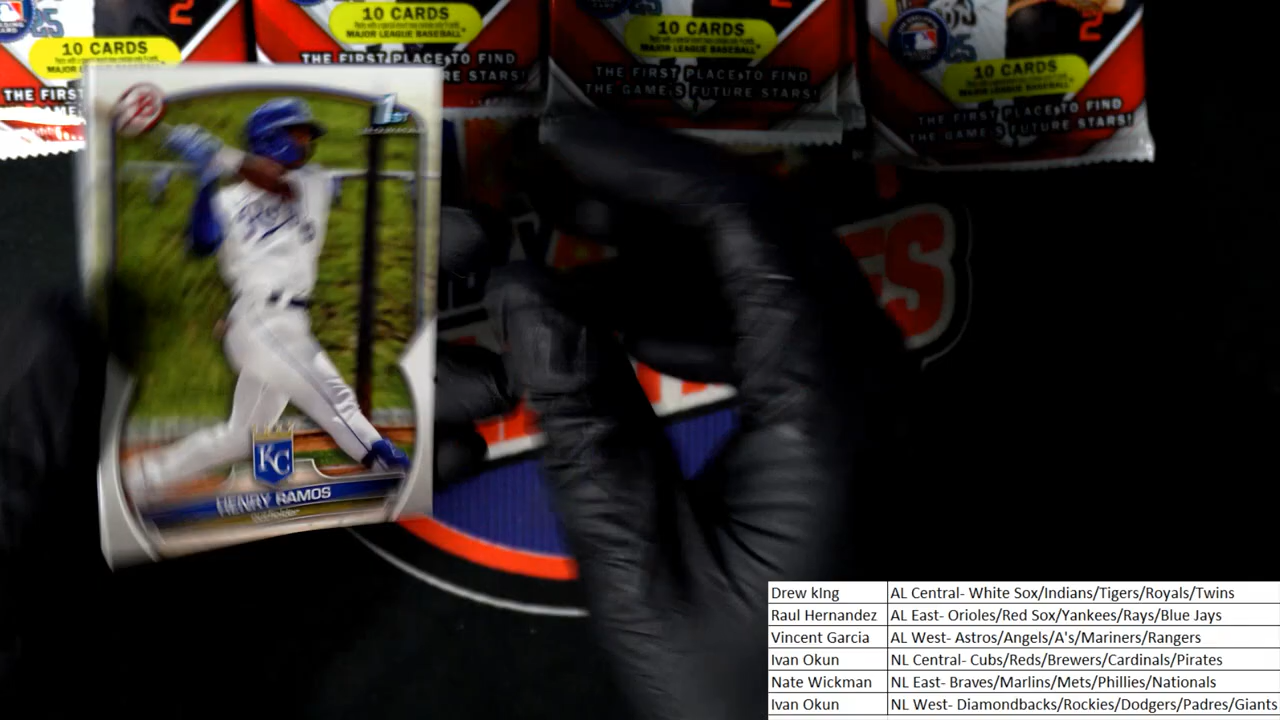 10 CARDS
MAJOR LEAGUE BASEBALL
THE FIRST
10 CARDS
MAJOR LEAGUE BASEBALL
THE FIRST PLACE TO FIND
THE GAME'S FUTURE STARS!
10 CARDS
MAJOR LEAGUE BASEBALL
THE FIRST PLACE TO FIND
THE GAME'S FUTURE STARS!
10 CARDS
MAJOR LEAGUE BASEBALL
THE FIRST PLACE TO FIND
THE GAME'S FUTURE STARS!
1st
Royals
KC
HENRY RAMOS
ES
Drew kIng AL Central- White Sox/Indians/Tigers/Royals/Twins
Raul Hernandez AL East- Orioles/Red Sox/Yankees/Rays/Blue Jays
Vincent Garcia AL West- Astros/Angels/A's/Mariners/Rangers
Ivan Okun NL Central- Cubs/Reds/Brewers/Cardinals/Pirates
Nate Wickman NL East- Braves/Marlins/Mets/Phillies/Nationals
Ivan Okun NL West- Diamondbacks/Rockies/Dodgers/Padres/Giants